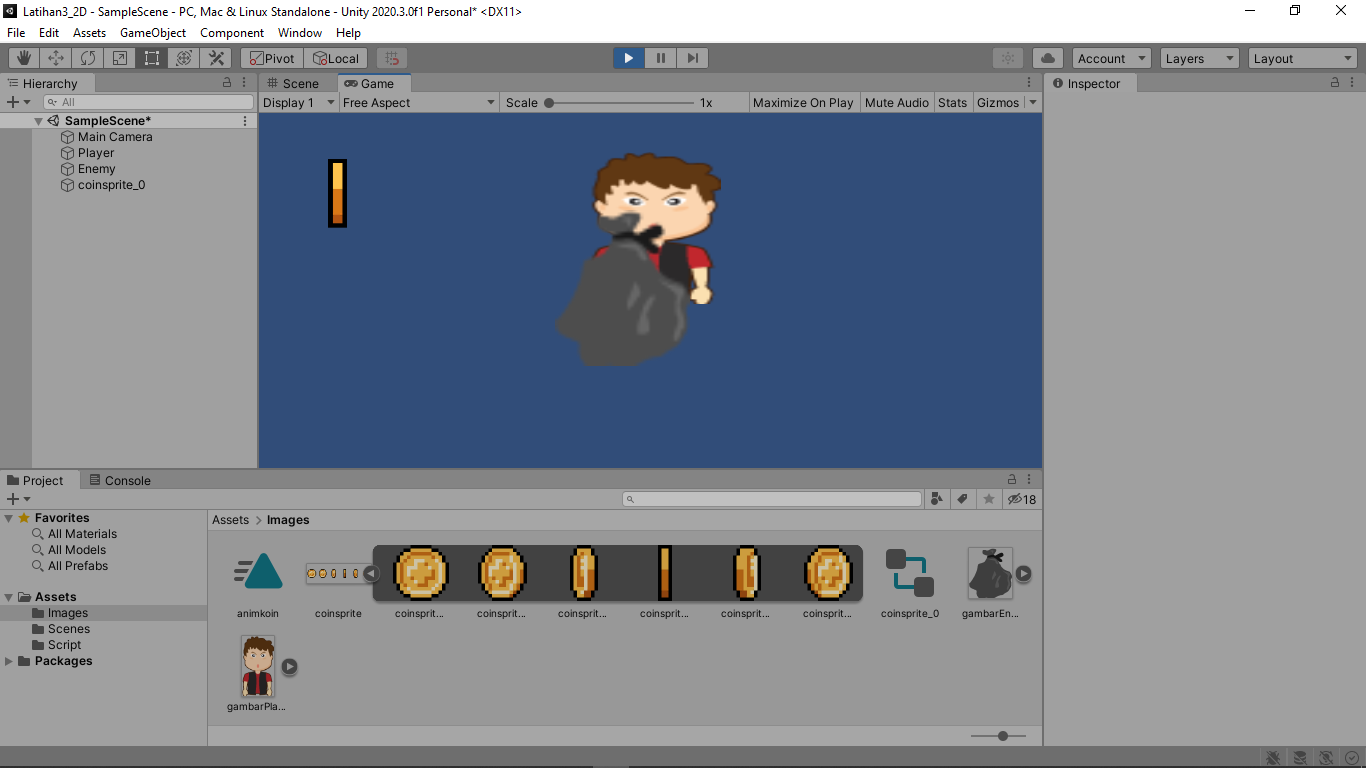 Latihan3_2D - SampleScene - PC, Mac & Linux Standalone - Unity 2020.3.0f1 Personal* <DX11>
File Edit Assets GameObject Component Window Help
Pivot Local Account Layers Layout
Hierarchy Scene Game Inspector
All Display 1 Free Aspect Scale 1x Maximize On Play Mute Audio Stats Gizmos
SampleScene*
Main Camera
Player
Enemy
coinsprite_0
Project Console
18
Favorites
All Materials
All Models
All Prefabs
Assets
Images
Scenes
Script
Packages
Assets > Images
animkoin coinsprite coinsprit... coinsprit... coinsprit... coinsprit... coinsprit... coinsprit... coinsprite_0 gambarEn...
gambarPla...